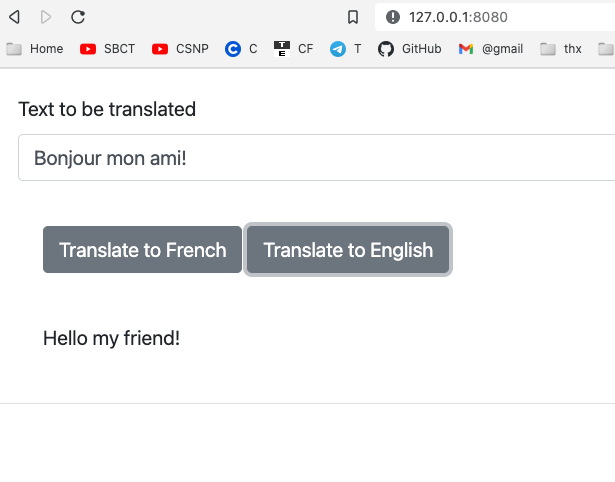 127.0.0.1:8080
Home SBCT CSNP C C TTE CF T GitHub @gmail thx
Text to be translated
Bonjour mon ami!
Translate to French Translate to English
Hello my friend!